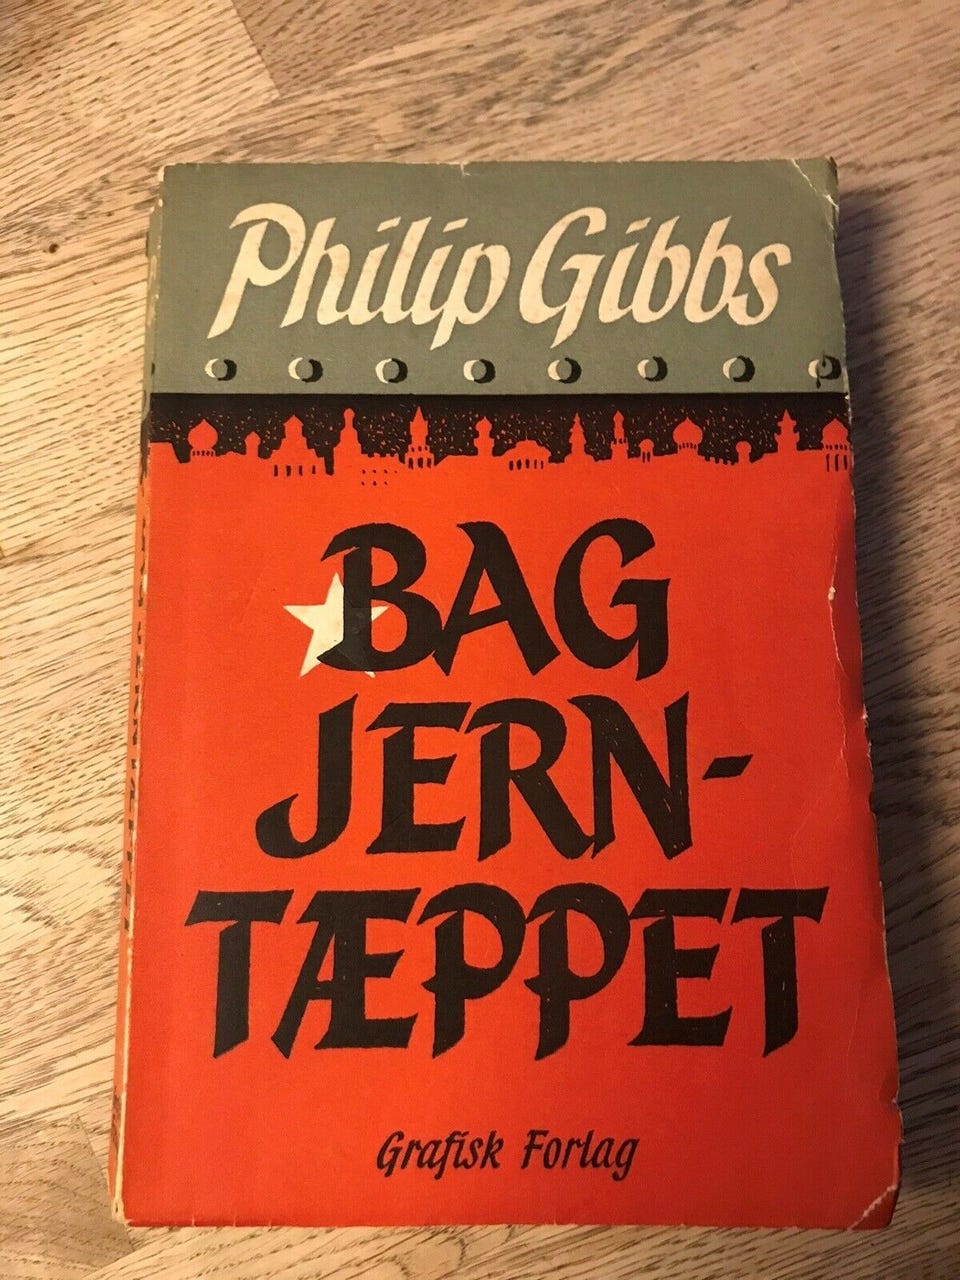 Philip Gibbs
BAG
JERN-
TÆPPET
Grafisk Forlag